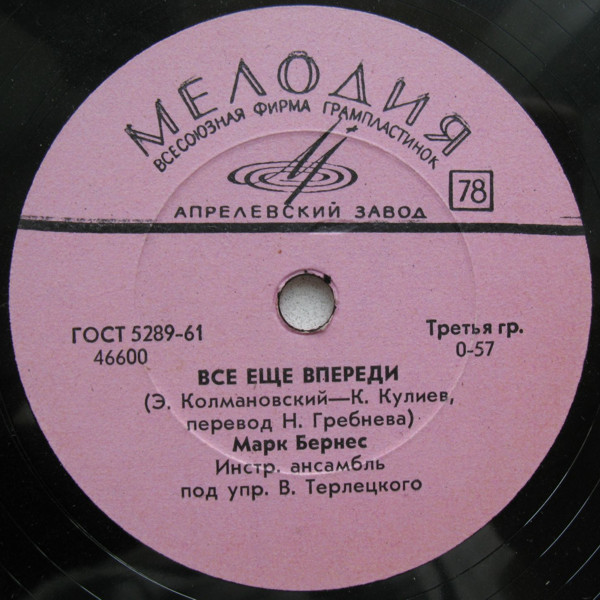 МЕЛОДИЯ
ВСЕСОЮЗНАЯ ФИРМА ГРАМПЛАСТИНОК
78
АПРЕЛЕВСКИЙ ЗАВОД
ГОСТ 5289-61
46600
Третья гр.
0-57
ВСЕ ЕЩЕ ВПЕРЕДИ
(Э. Колмановский—К. Кулиев,
перевод Н. Гребнева)
Марк Бернес
Инстр. ансамбль
под упр. В. Терлецкого